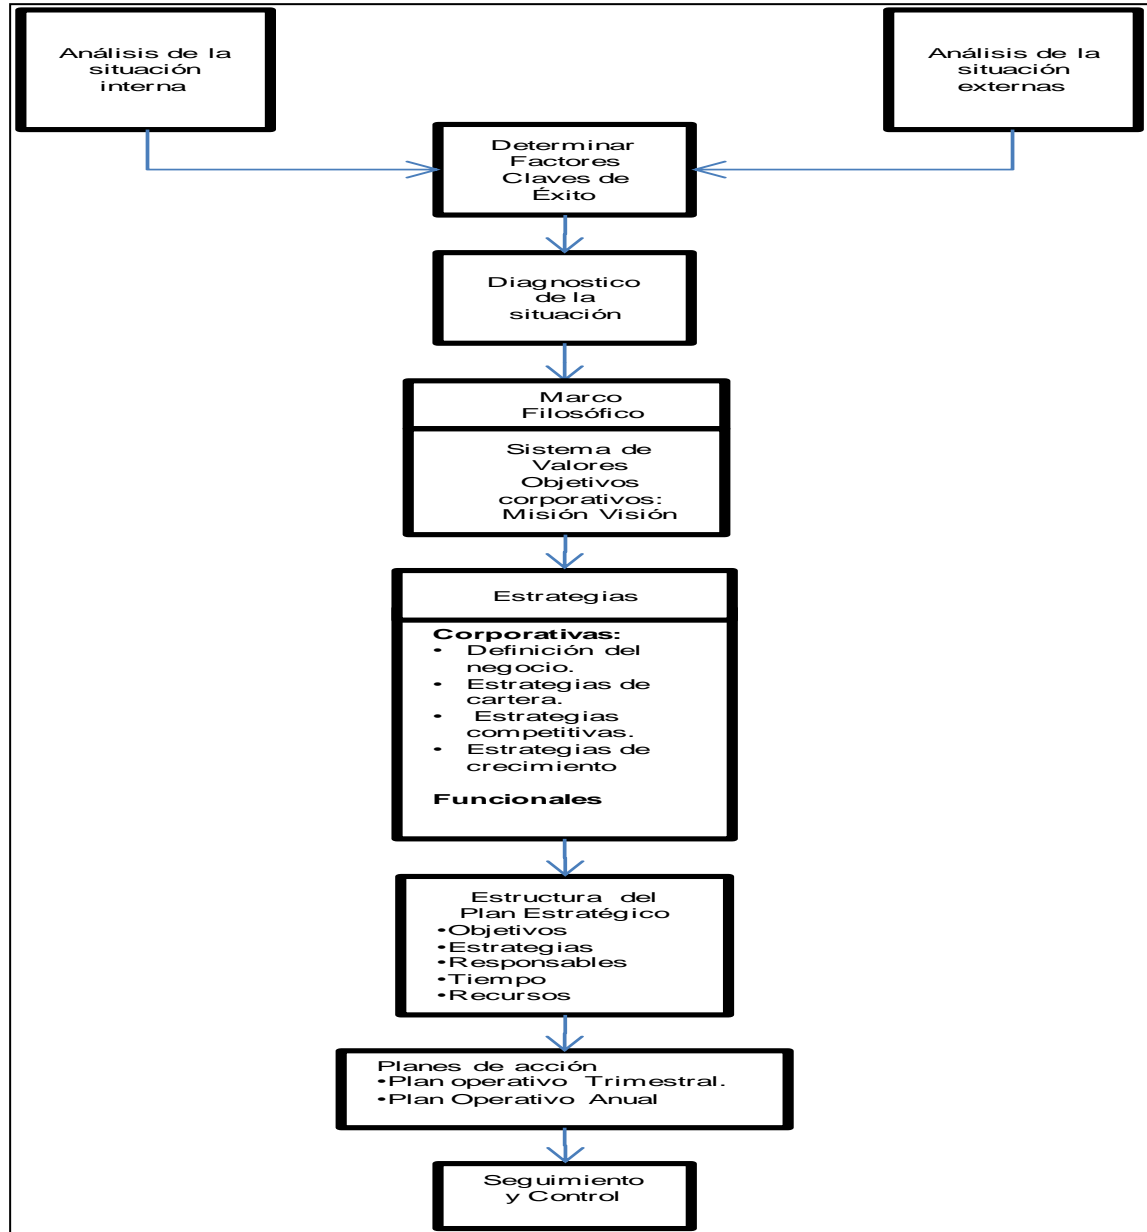 Análisis de la
situación
interna
Análisis de la
situación
externas
Determinar
Factores
Claves de
Éxito
Diagnostico
de la
situación
Marco
Filosófico
Sistema de
Valores
Objetivos
corporativos:
Misión Visión
Estrategias
Corporativas:
• Definición del
negocio.
• Estrategias de
cartera.
• Estrategias
competitivas.
• Estrategias de
crecimiento
Funcionales
Estructura del
Plan Estratégico
•Objetivos
•Estrategias
•Responsables
•Tiempo
•Recursos
Planes de acción
•Plan operativo Trimestral.
•Plan Operativo Anual
Seguimiento
y Control